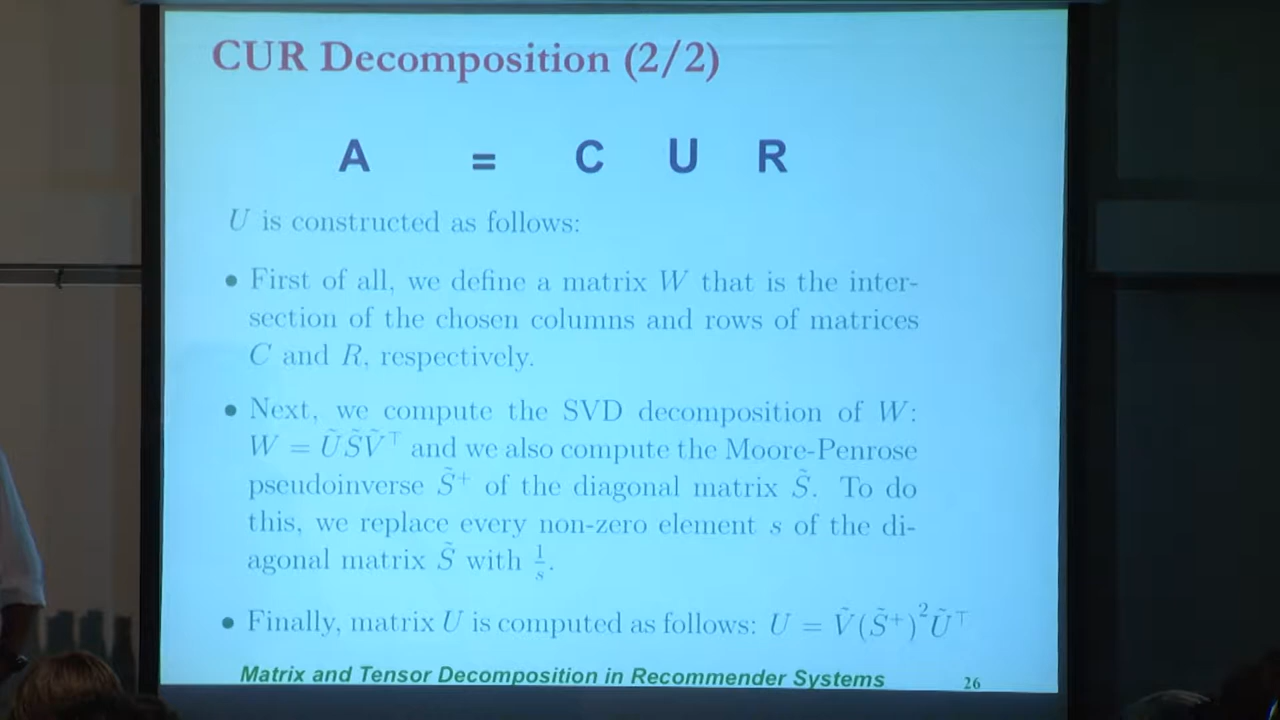 CUR Decomposition (2/2)
A = C U R
U is constructed as follows:
• First of all, we define a matrix W that is the inter-
section of the chosen columns and rows of matrices
C and R, respectively.
• Next, we compute the SVD decomposition of W:
W = ŨS̃Ṽ⊤ and we also compute the Moore-Penrose
pseudoinverse S̃⁺ of the diagonal matrix S̃. To do
this, we replace every non-zero element s of the di-
agonal matrix S̃ with 1/s.
• Finally, matrix U is computed as follows: U = Ṽ(S̃⁺)²Ũ⊤
Matrix and Tensor Decomposition in Recommender Systems 26